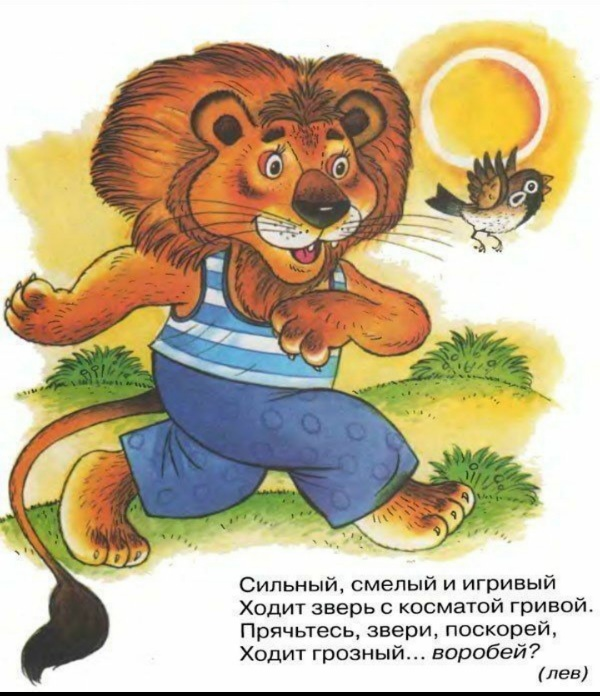 Сильный, смелый и игривый
Ходит зверь с косматой гривой.
Прячьтесь, звери, поскорей,
Ходит грозный... воробей?
(лев)